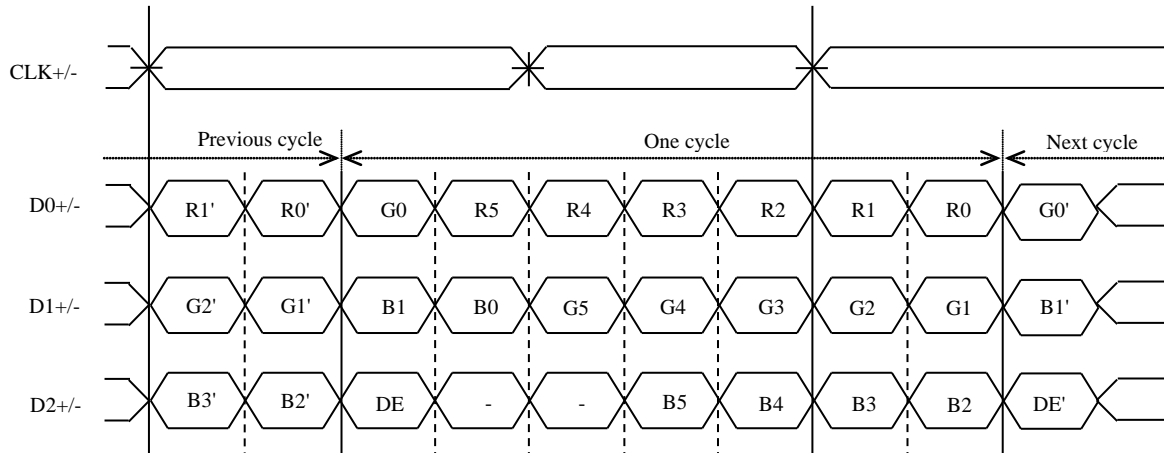 CLK+/-
Previous cycle One cycle Next cycle
D0+/- R1' R0' G0 R5 R4 R3 R2 R1 R0 G0'
D1+/- G2' G1' B1 B0 G5 G4 G3 G2 G1 B1'
D2+/- B3' B2' DE - - B5 B4 B3 B2 DE'